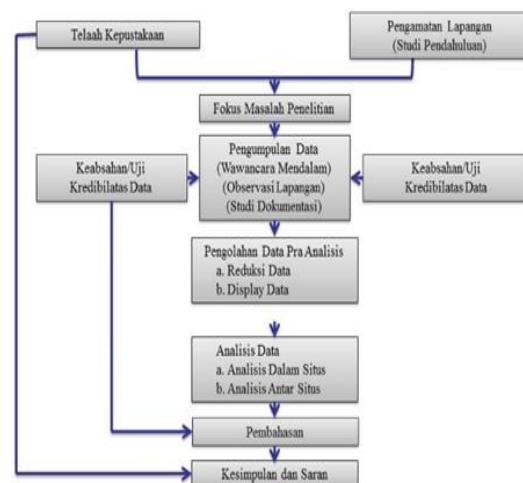 Telaah Kepustakaan
Pengamatan Lapangan
(Studi Pendahuluan)
Fokus Masalah Penelitian
Pengumpulan Data
(Wawancara Mendalam)
(Observasi Lapangan)
(Studi Dokumentasi)
Keabsahan/Uji
Kredibilatas Data
Keabsahan/Uji
Kredibilatas Data
Pengolahan Data Pra Analisis
a. Reduksi Data
b. Display Data
Analisis Data
a. Analisis Dalam Situs
b. Analisis Antar Situs
Pembahasan
Kesimpulan dan Saran